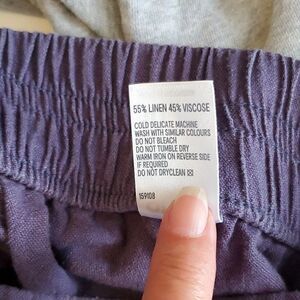 55% LINEN 45% VISCOSE
COLD DELICATE MACHINE
WASH WITH SIMILAR COLOURS
DO NOT BLEACH
DO NOT TUMBLE DRY
WARM IRON ON REVERSE SIDE
IF REQUIRED
DO NOT DRYCLEAN
159108